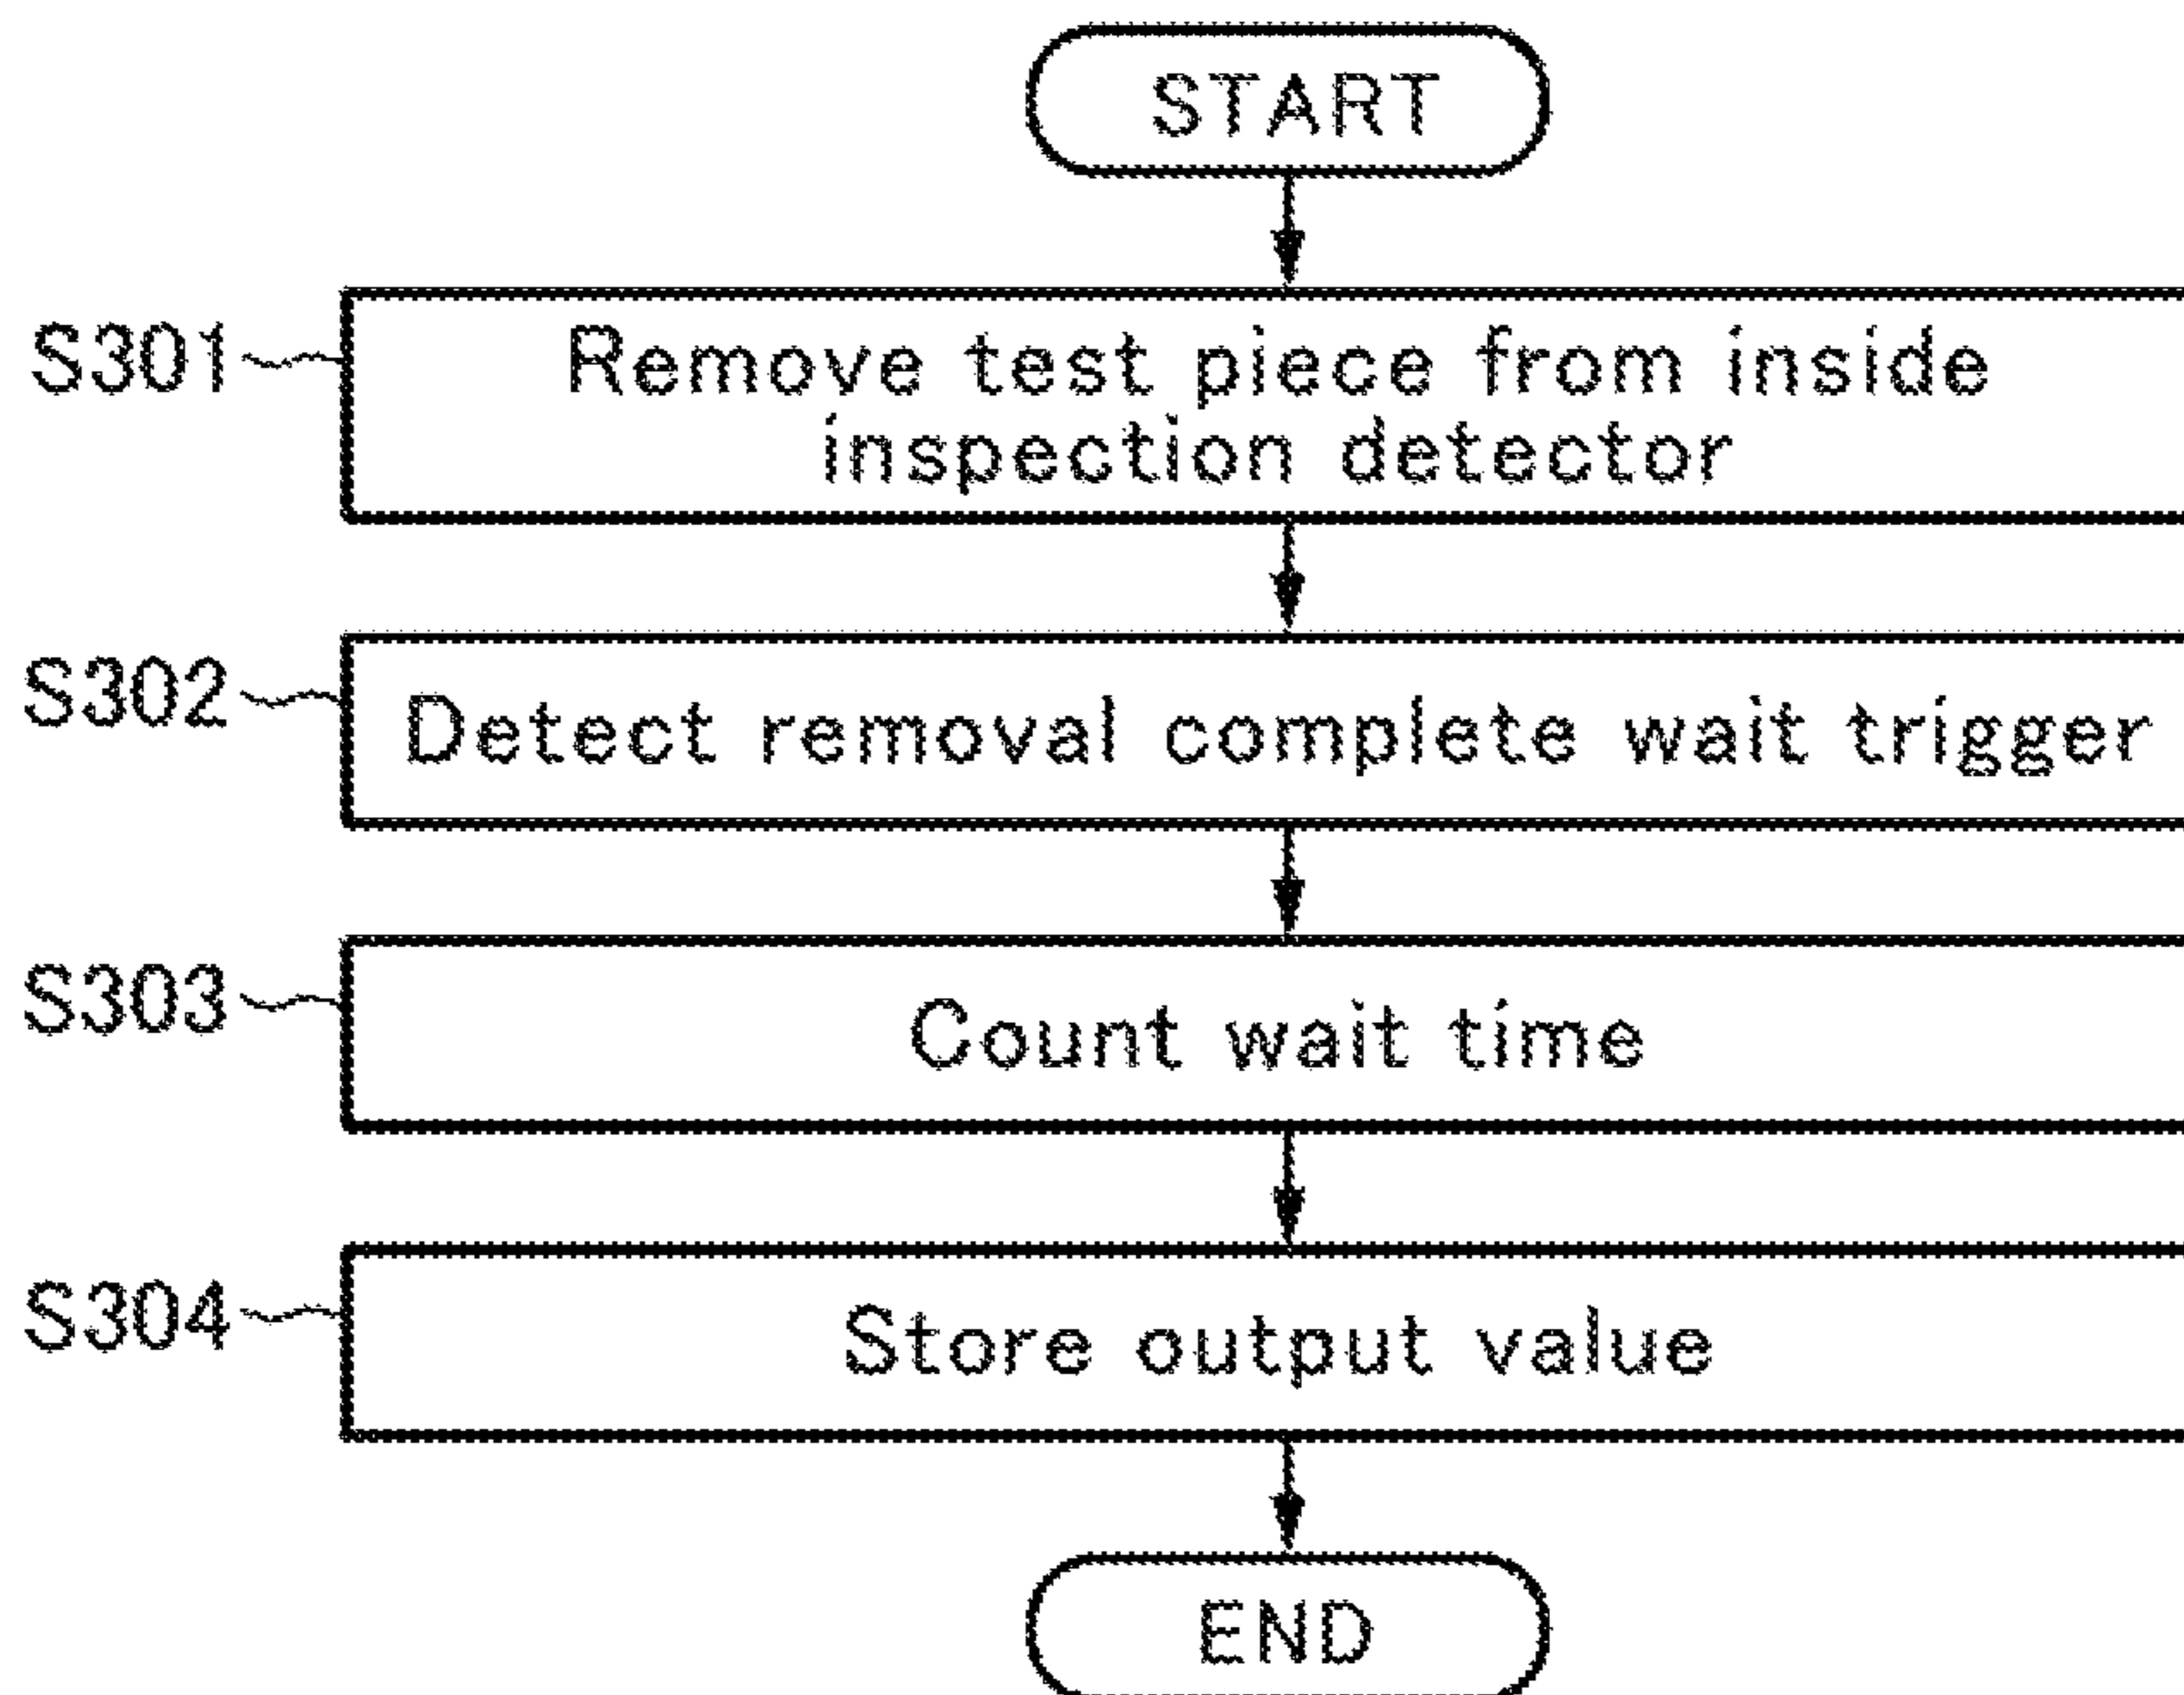 START
S301
Remove test piece from inside
inspection detector
S302
Detect removal complete wait trigger
S303
Count wait time
S304
Store output value
END